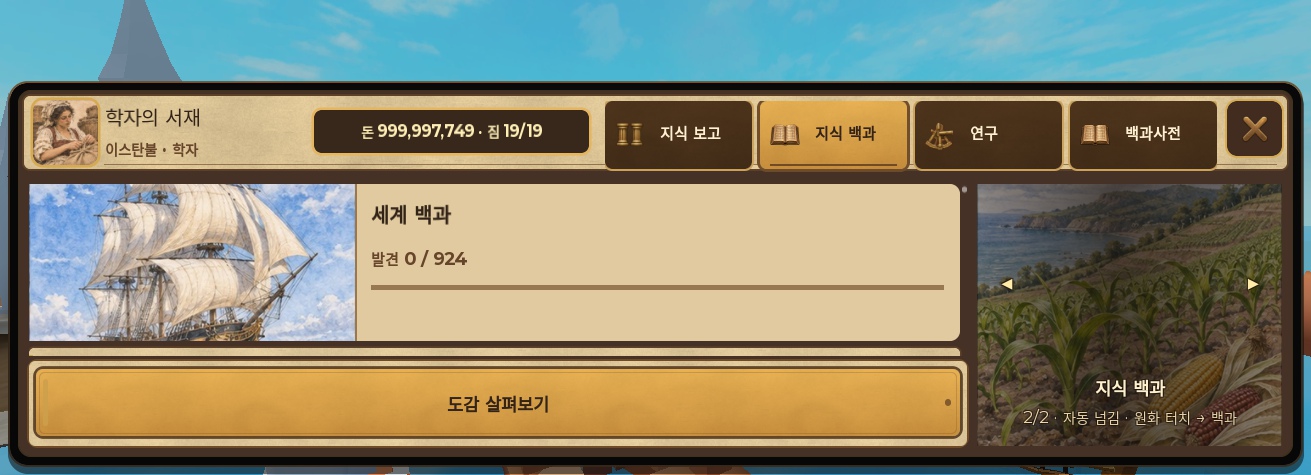 학자의 서재
이스탄불 · 학자
돈 999,997,749 · 짐 19/19
지식 보고
지식 백과
연구
백과사전
세계 백과
발견 0 / 924
도감 살펴보기
지식 백과
2/2 · 자동 넘김 · 원화 터치 → 백과